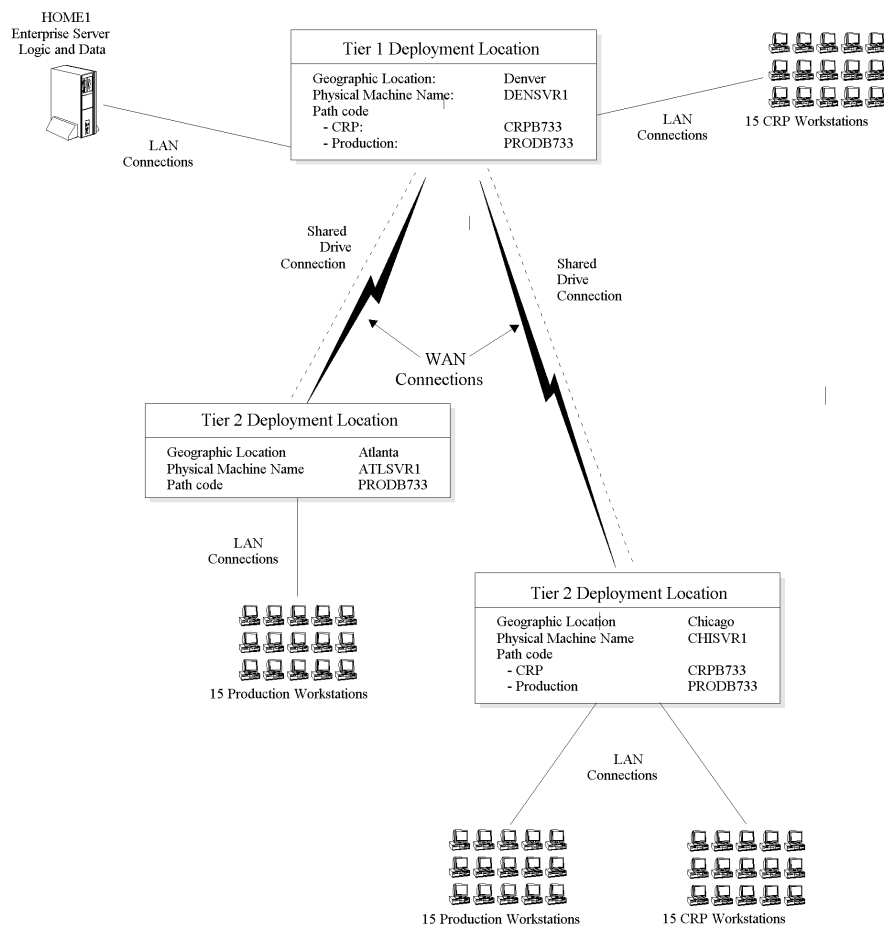 HOME1
Enterprise Server
Logic and Data
LAN
Connections
Tier 1 Deployment Location
Geographic Location: Denver
Physical Machine Name: DENSVR1
Path code
- CRP: CRPB733
- Production: PRODB733
LAN
Connections
15 CRP Workstations
Shared
Drive
Connection
Shared
Drive
Connection
WAN
Connections
Tier 2 Deployment Location
Geographic Location Atlanta
Physical Machine Name ATLSVR1
Path code PRODB733
LAN
Connections
15 Production Workstations
Tier 2 Deployment Location
Geographic Location Chicago
Physical Machine Name CHISVR1
Path code
- CRP CRPB733
- Production PRODB733
LAN
Connections
15 Production Workstations
15 CRP Workstations